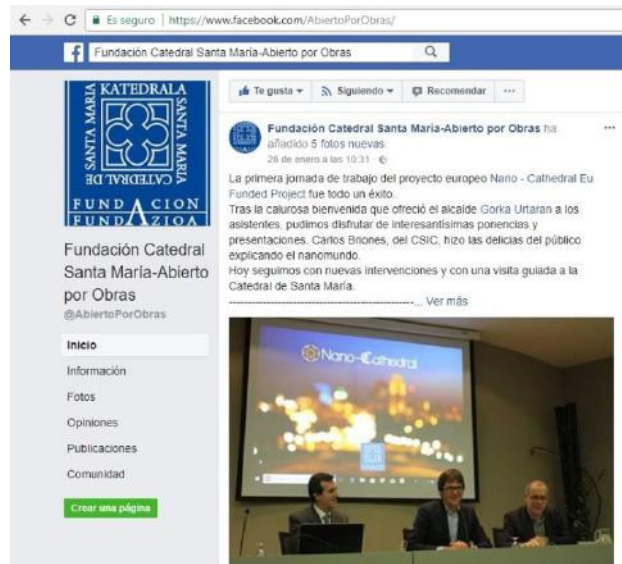 Es seguro | https://www.facebook.com/AbiertoPorObras/
Fundación Catedral Santa María-Abierto por Obras
KATEDRALA
SANTA MARIA
SANTA MARIA
CATEDRAL DE
FUNDACION
FUNDAZIOA
Fundación Catedral
Santa María-Abierto
por Obras
@AbiertoPorObras
Inicio
Información
Fotos
Opiniones
Publicaciones
Comunidad
Crear una página
Te gusta Siguiendo Recomendar ...
Fundación Catedral Santa María-Abierto por Obras ha
añadido 5 fotos nuevas.
26 de enero a las 10:31 ·
La primera jornada de trabajo del proyecto europeo Nano - Cathedral Eu
Funded Project fue todo un éxito.
Tras la calurosa bienvenida que ofreció el alcalde Gorka Urtaran a los
asistentes, pudimos disfrutar de interesantísimas ponencias y
presentaciones. Carlos Briones, del CSIC, hizo las delicias del público
explicando el nanomundo.
Hoy seguimos con nuevas intervenciones y con una visita guiada a la
Catedral de Santa María.
--------------------------------------------------... Ver más
Nano-Cathedral